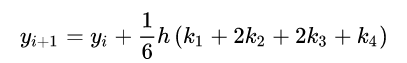 y_{i+1} = y_i + \frac{1}{6} h (k_1 + 2k_2 + 2k_3 + k_4)